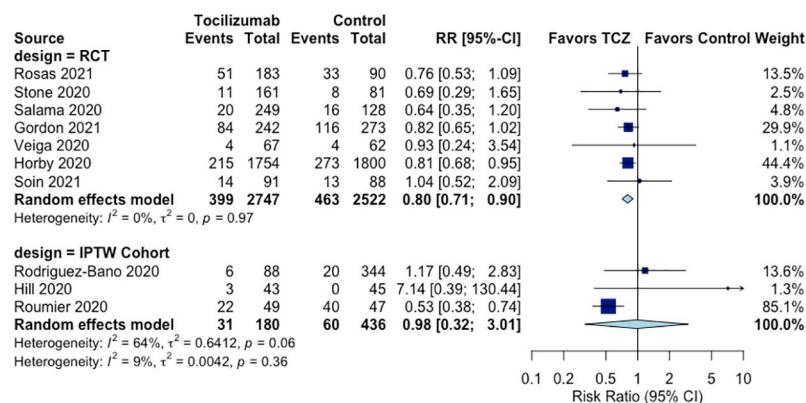 Tocilizumab Control
Source Events Total Events Total RR [95%-CI] Favors TCZ Favors Control Weight
design = RCT
Rosas 2021 51 183 33 90 0.76 [0.53; 1.09] 13.5%
Stone 2020 11 161 8 81 0.69 [0.29; 1.65] 2.5%
Salama 2020 20 249 16 128 0.64 [0.35; 1.20] 4.8%
Gordon 2021 84 242 116 273 0.82 [0.65; 1.02] 29.9%
Veiga 2020 4 67 4 62 0.93 [0.24; 3.54] 1.1%
Horby 2020 215 1754 273 1800 0.81 [0.68; 0.95] 44.4%
Soin 2021 14 91 13 88 1.04 [0.52; 2.09] 3.9%
Random effects model 399 2747 463 2522 0.80 [0.71; 0.90] 100.0%
Heterogeneity: I² = 0%, τ² = 0, p = 0.97
design = IPTW Cohort
Rodriguez-Bano 2020 6 88 20 344 1.17 [0.49; 2.83] 13.6%
Hill 2020 3 43 0 45 7.14 [0.39; 130.44] 1.3%
Roumier 2020 22 49 40 47 0.53 [0.38; 0.74] 85.1%
Random effects model 31 180 60 436 0.98 [0.32; 3.01] 100.0%
Heterogeneity: I² = 64%, τ² = 0.6412, p = 0.06
Heterogeneity: I² = 9%, τ² = 0.0042, p = 0.36
0.1 0.2 0.5 1 2 5 10
Risk Ratio (95% CI)